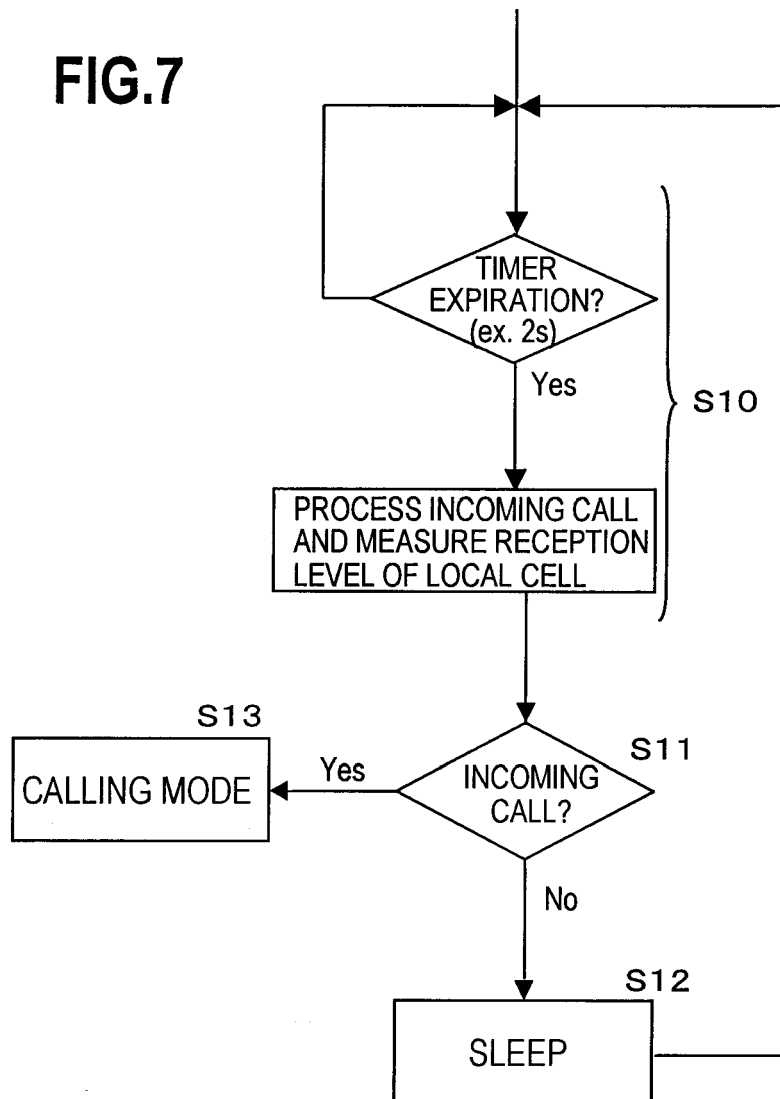 FIG.7
TIMER
EXPIRATION?
(ex. 2s)
Yes
S10
PROCESS INCOMING CALL
AND MEASURE RECEPTION
LEVEL OF LOCAL CELL
S13
CALLING MODE
Yes
S11
INCOMING
CALL?
No
S12
SLEEP